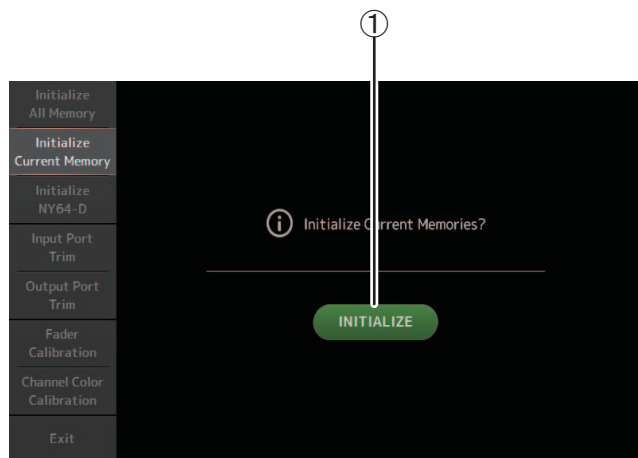 ①
Initialize
All Memory
Initialize
Current Memory
Initialize
NY64-D
Input Port
Trim
Output Port
Trim
Fader
Calibration
Channel Color
Calibration
Exit
Initialize Current Memories?
INITIALIZE